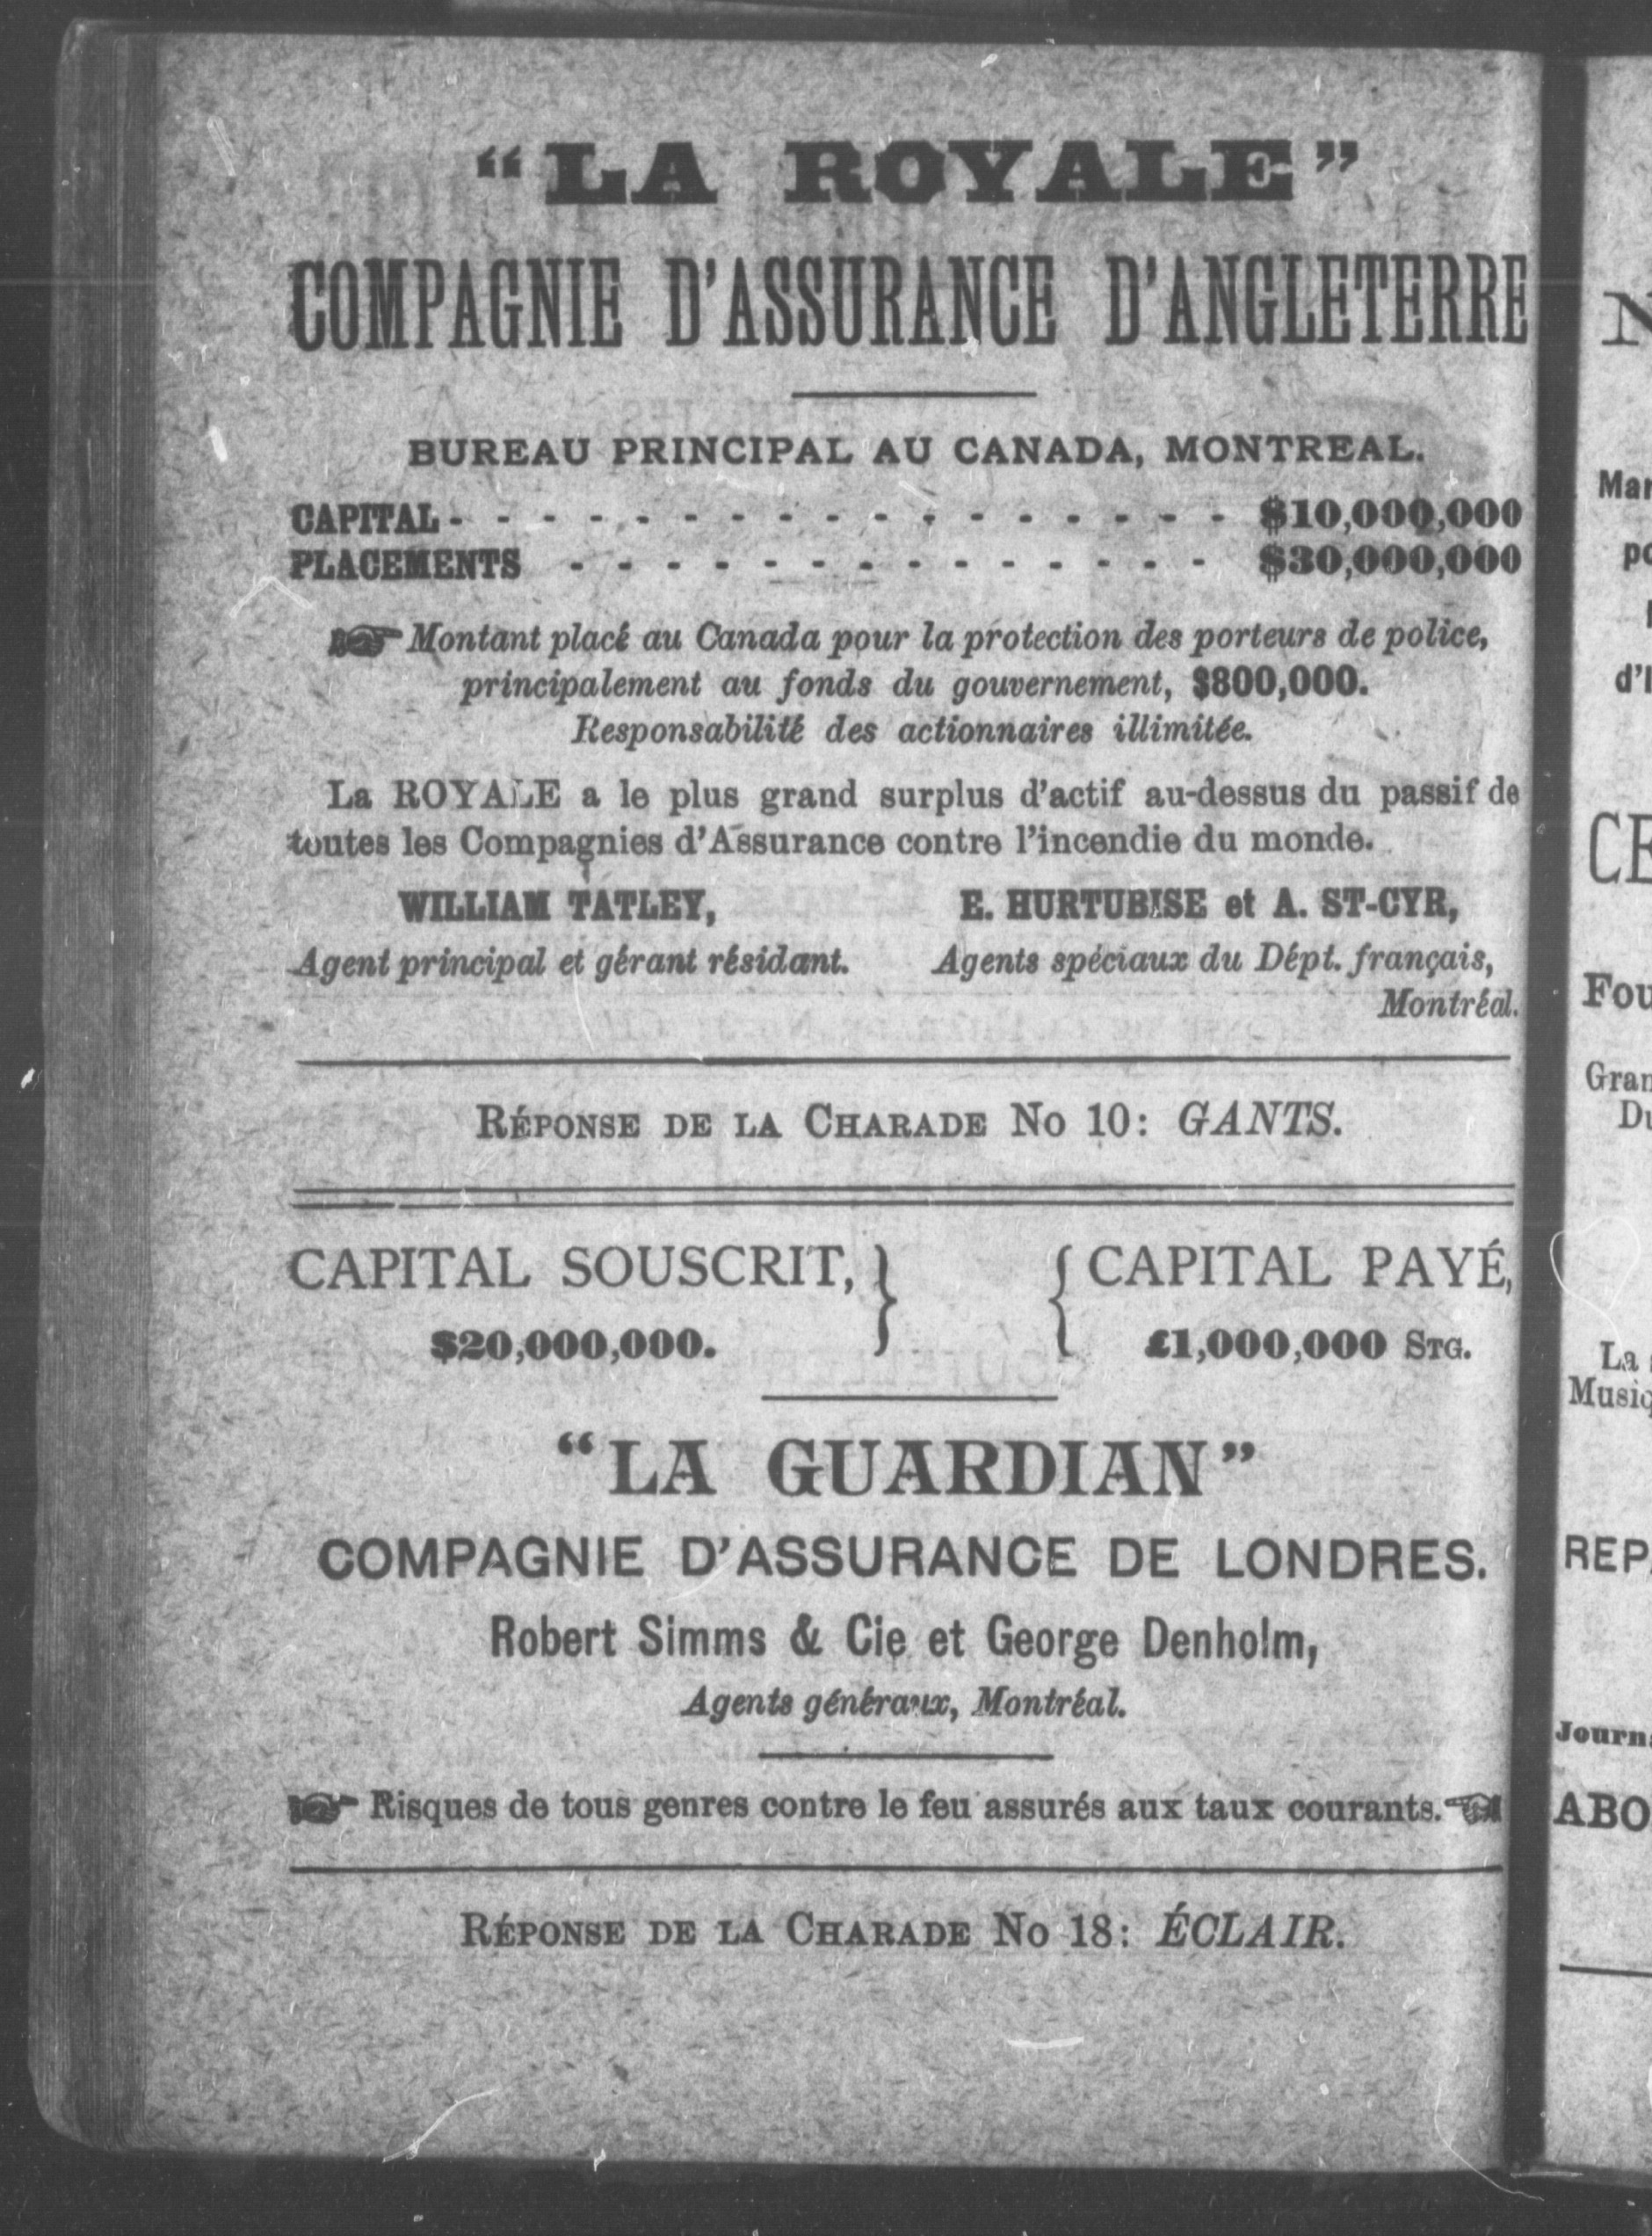 “LA ROYALE”
COMPAGNIE D'ASSURANCE D'ANGLETERRE
BUREAU PRINCIPAL AU CANADA, MONTREAL.
CAPITAL - - - - - - - - - - - - - - - - - $10,000,000
PLACEMENTS - - - - - - - - - - - - - - $30,000,000
☞ Montant placé au Canada pour la protection des porteurs de police,
principalement au fonds du gouvernement, $800,000.
Responsabilité des actionnaires illimitée.
La ROYALE a le plus grand surplus d'actif au-dessus du passif de
toutes les Compagnies d'Assurance contre l'incendie du monde.
WILLIAM TATLEY, E. HURTUBISE et A. ST-CYR,
Agent principal et gérant résidant. Agents spéciaux du Dépt. français,
Montréal.
RÉPONSE DE LA CHARADE No 10: GANTS.
CAPITAL SOUSCRIT, } { CAPITAL PAYÉ,
$20,000,000. £1,000,000 STG.
“LA GUARDIAN”
COMPAGNIE D'ASSURANCE DE LONDRES.
Robert Simms & Cie et George Denholm,
Agents généraux, Montréal.
☞ Risques de tous genres contre le feu assurés aux taux courants. ☜
RÉPONSE DE LA CHARADE No 18: ÉCLAIR.
N
Mar
po
d'I
CE
Fou
Gran
Du
La
Musiq
REP
Journa
ABO